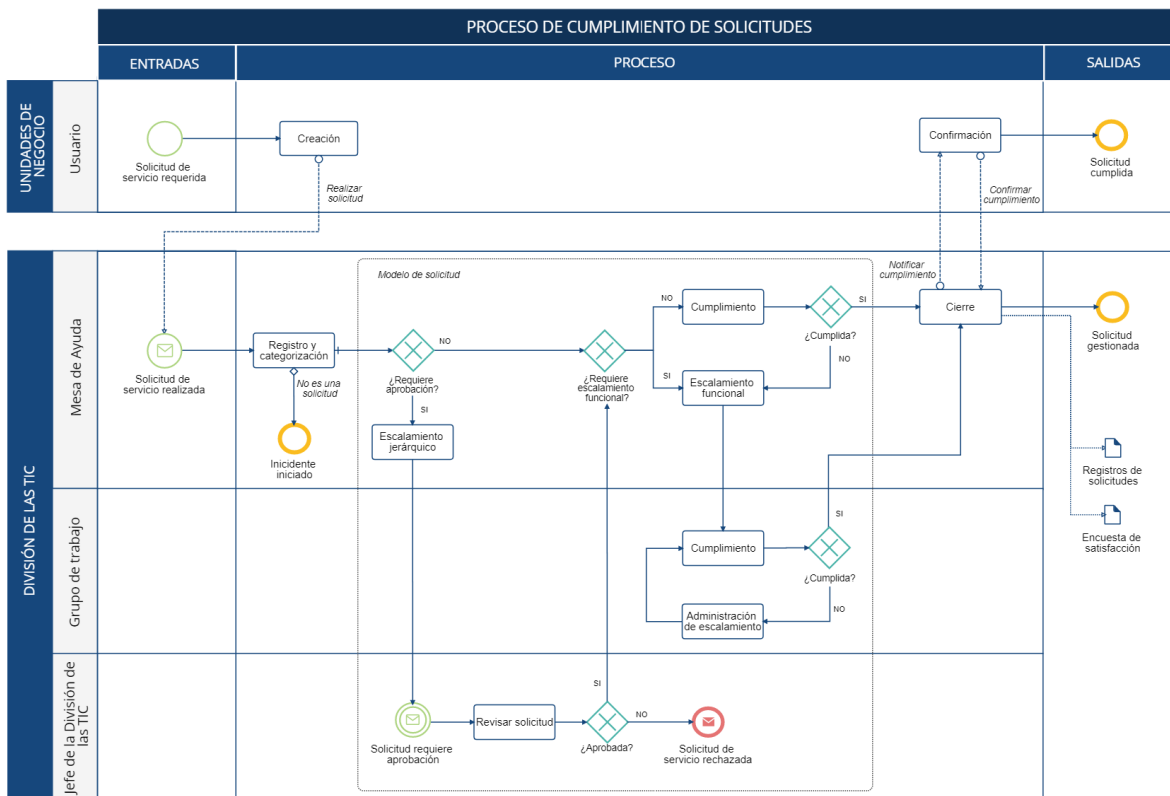 PROCESO DE CUMPLIMIENTO DE SOLICITUDES
ENTRADAS
PROCESO
SALIDAS
UNIDADES DE
NEGOCIO
Usuario
Solicitud de
servicio requerida
Creación
Realizar
solicitud
Confirmación
Confirmar
cumplimiento
Solicitud
cumplida
DIVISIÓN DE LAS TIC
Mesa de Ayuda
Modelo de solicitud
Solicitud de
servicio realizada
Registro y
categorización
No es una
solicitud
Inicidente
iniciado
¿Requiere
aprobación?
NO
SI
Escalamiento
jerárquico
¿Requiere
escalamiento
funcional?
NO
SI
Cumplimiento
Escalamiento
funcional
¿Cumplida?
SI
NO
Notificar
cumplimiento
Cierre
Solicitud
gestionada
Registros de
solicitudes
Encuesta de
satisfacción
Grupo de trabajo
Cumplimiento
¿Cumplida?
SI
NO
Administración
de escalamiento
Jefe de la División de
las TIC
Solicitud requiere
aprobación
Revisar solicitud
¿Aprobada?
SI
NO
Solicitud de
servicio rechazada